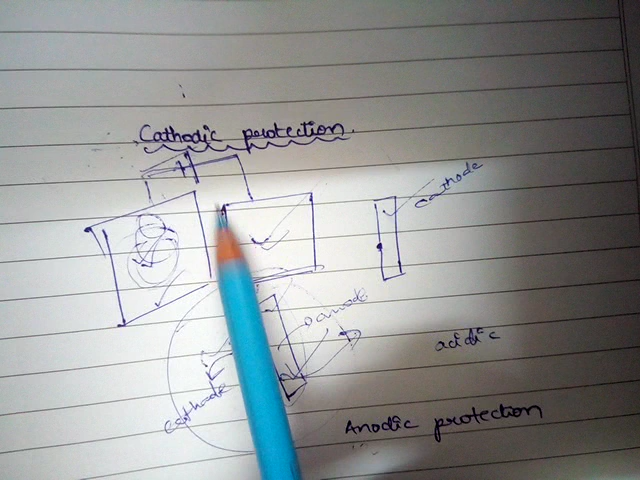 Cathodic protection
cathode
anode
acidic
cathode
Anodic protection